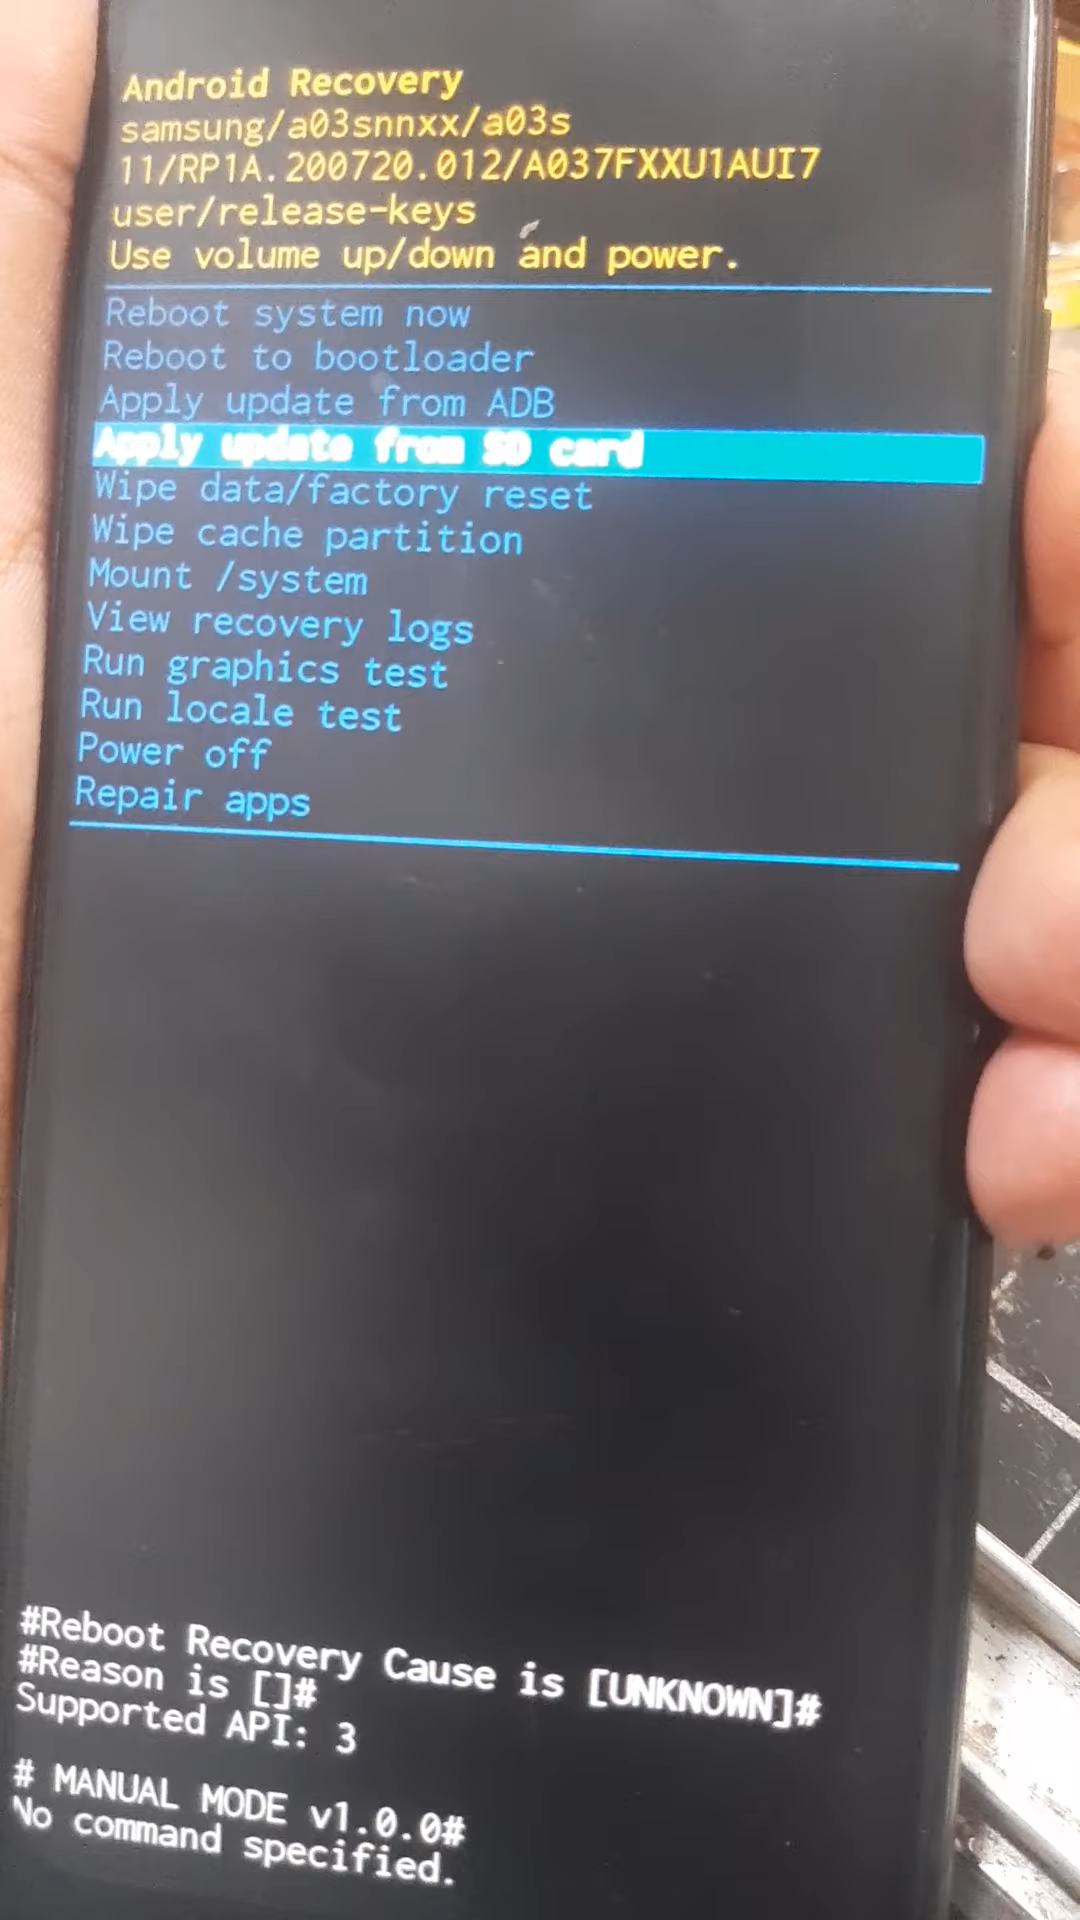 Android Recovery
samsung/a03snnxx/a03s
11/RP1A.200720.012/A037FXXU1AUI7
user/release-keys
Use volume up/down and power.
Reboot system now
Reboot to bootloader
Apply update from ADB
Apply update from SD card
Wipe data/factory reset
Wipe cache partition
Mount /system
View recovery logs
Run graphics test
Run locale test
Power off
Repair apps
#Reboot Recovery Cause is [UNKNOWN]#
#Reason is []#
Supported API: 3
# MANUAL MODE v1.0.0#
No command specified.